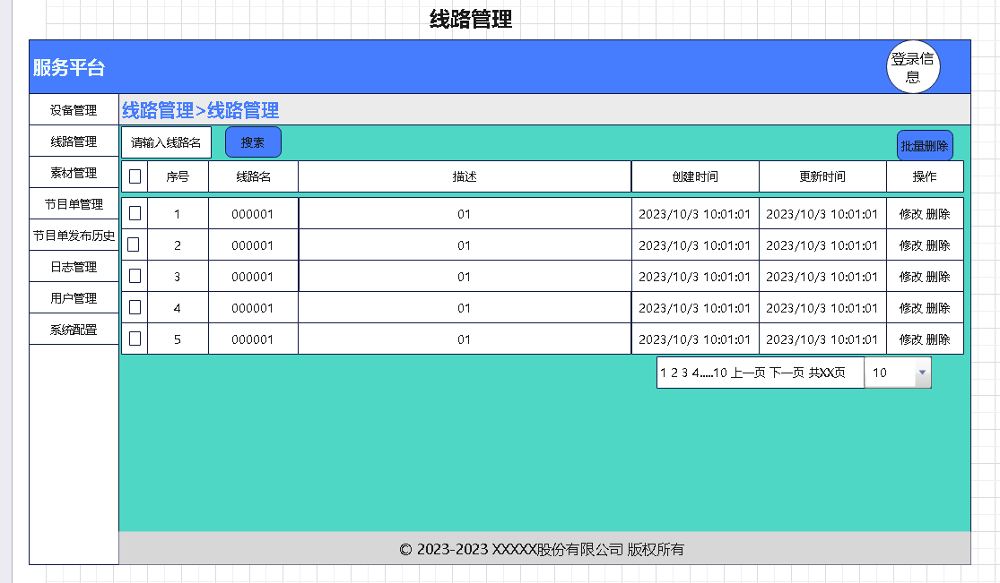 线路管理
服务平台
登录信
息
设备管理
线路管理
素材管理
节目单管理
节目单发布历史
日志管理
用户管理
系统配置
线路管理>线路管理
请输入线路名 搜索 批量删除
序号 线路名 描述 创建时间 更新时间 操作
1 000001 01 2023/10/3 10:01:01 2023/10/3 10:01:01 修改 删除
2 000001 01 2023/10/3 10:01:01 2023/10/3 10:01:01 修改 删除
3 000001 01 2023/10/3 10:01:01 2023/10/3 10:01:01 修改 删除
4 000001 01 2023/10/3 10:01:01 2023/10/3 10:01:01 修改 删除
5 000001 01 2023/10/3 10:01:01 2023/10/3 10:01:01 修改 删除
1 2 3 4.....10 上一页 下一页 共XX页 10
© 2023-2023 XXXXX股份有限公司 版权所有